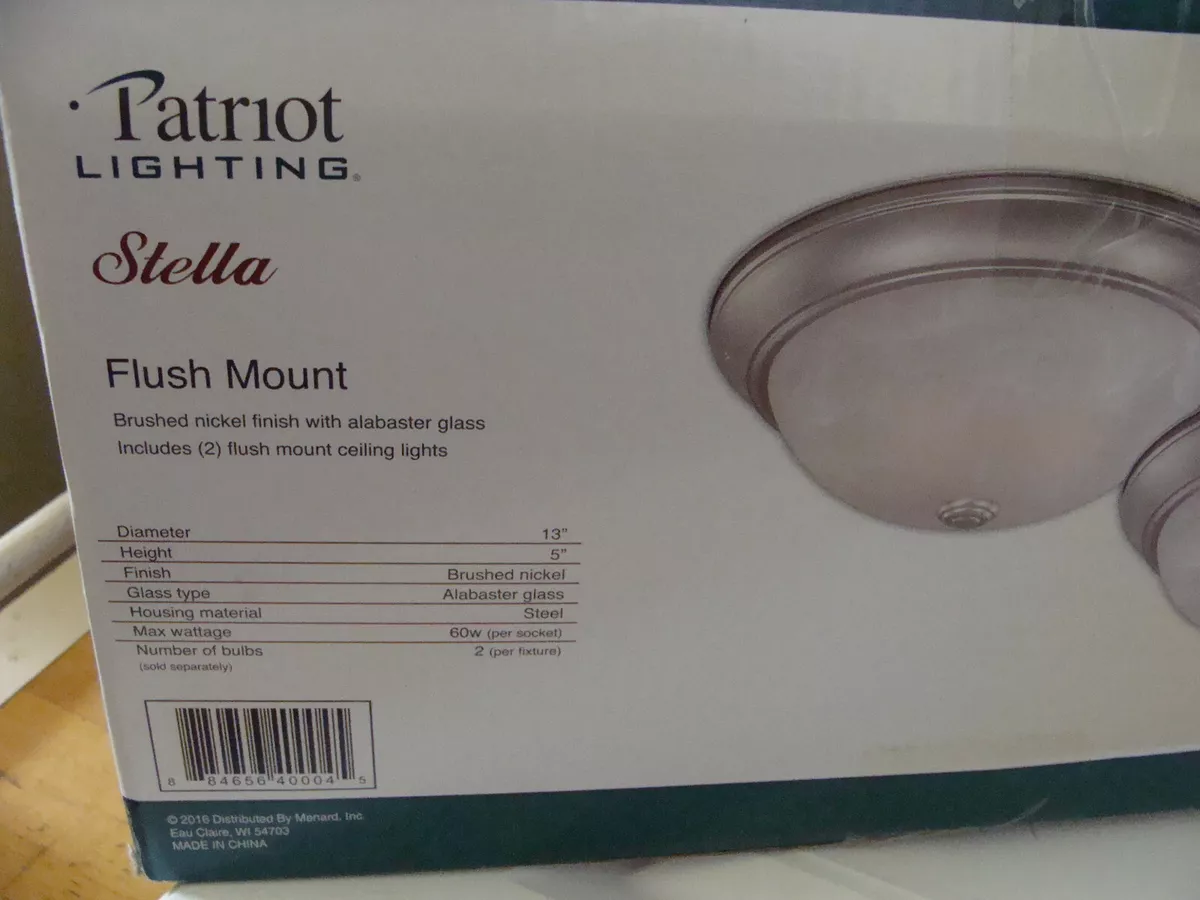 Patriot
LIGHTING®
Stella
Flush Mount
Brushed nickel finish with alabaster glass
Includes (2) flush mount ceiling lights
Diameter 13"
Height 5"
Finish Brushed nickel
Glass type Alabaster glass
Housing material Steel
Max wattage 60w (per socket)
Number of bulbs 2 (per fixture)
(sold separately)
8 84656 40004 5
© 2016 Distributed By Menard, Inc.
Eau Claire, WI 54703
MADE IN CHINA